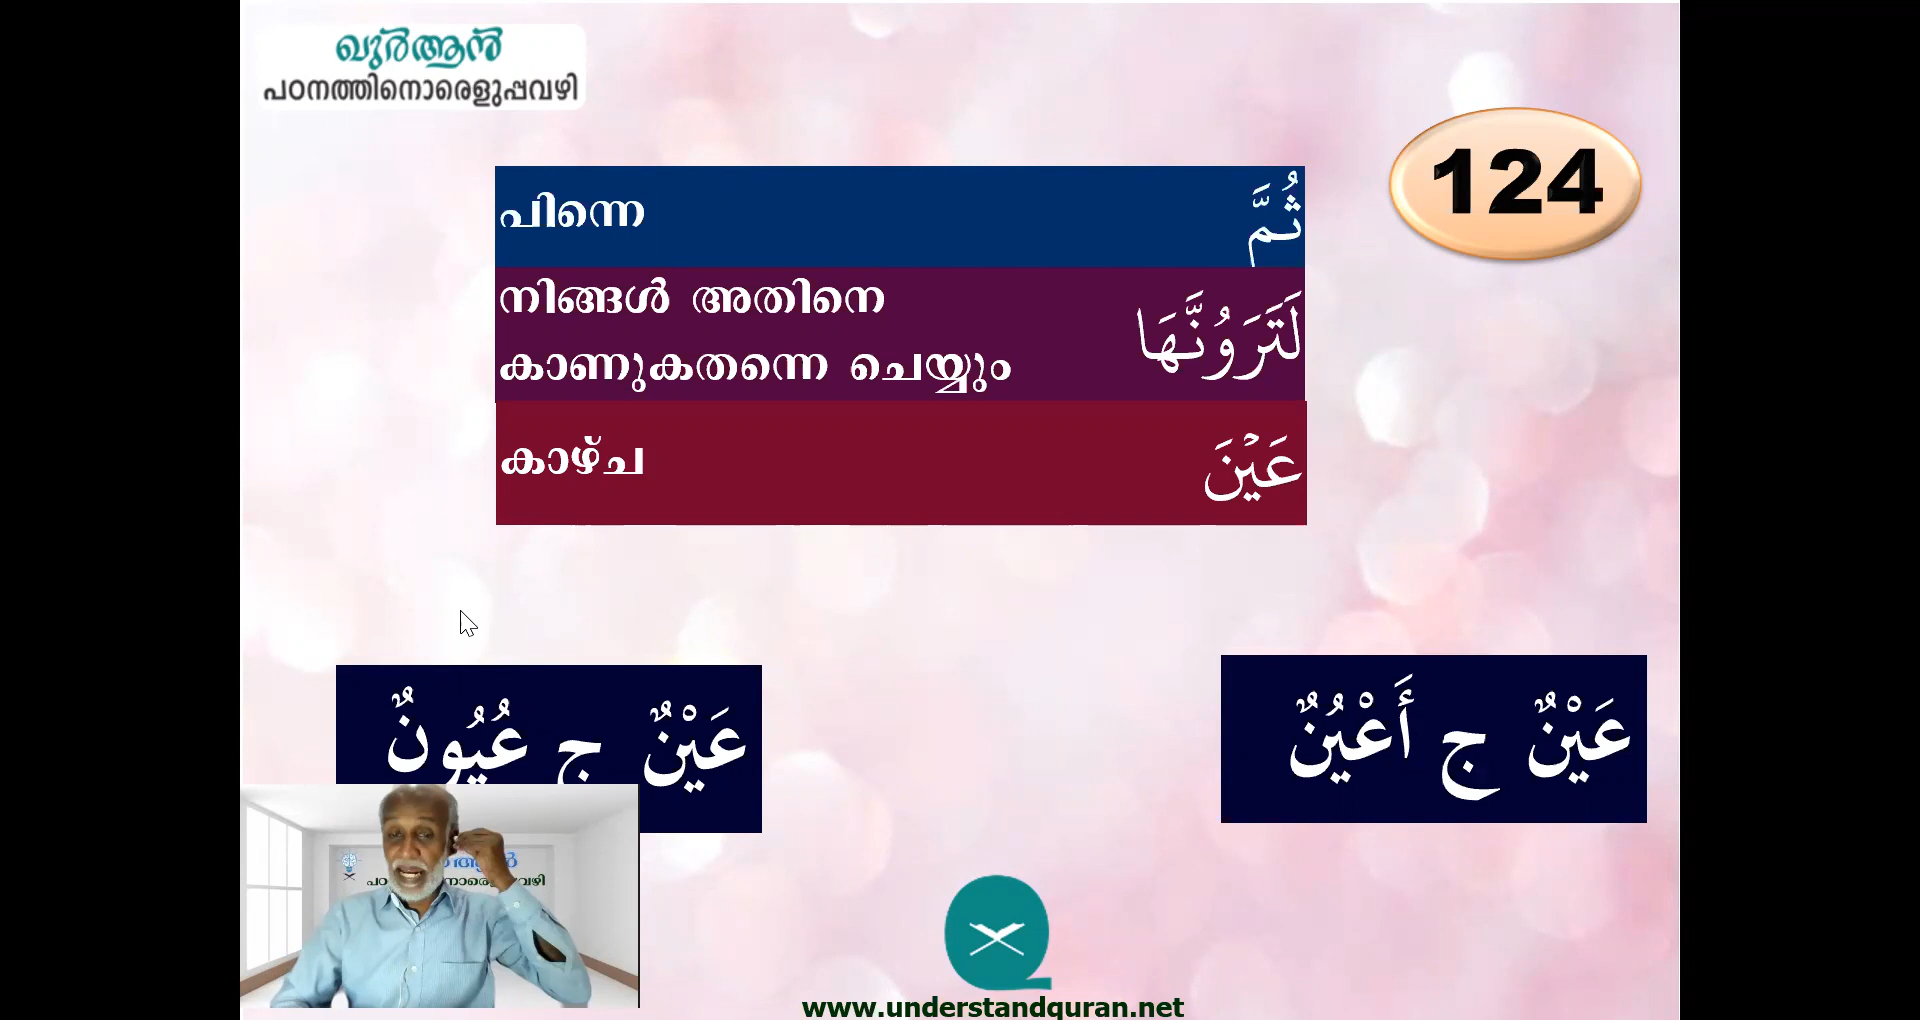 ഖുർആൻ
പഠനത്തിനൊരെളുപ്പവഴി
124
പിന്നെ ثُمَّ
നിങ്ങൾ അതിനെ
കാണുകതന്നെ ചെയ്യും لَتَرَوُنَّهَا
കാഴ്ച عَيْنَ
عَيْنٌ ج أَعْيُنٌ
عَيْنٌ ج عُيُونٌ
www.understandquran.net